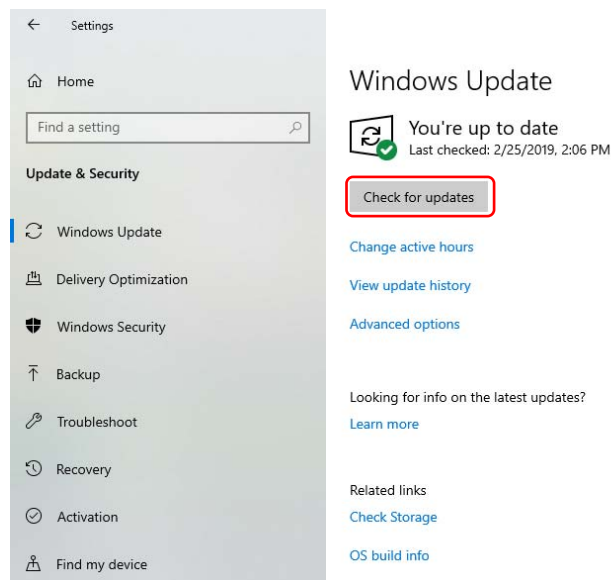 Settings
Home
Find a setting
Update & Security
Windows Update
Delivery Optimization
Windows Security
Backup
Troubleshoot
Recovery
Activation
Find my device
Windows Update
You're up to date
Last checked: 2/25/2019, 2:06 PM
Check for updates
Change active hours
View update history
Advanced options
Looking for info on the latest updates?
Learn more
Related links
Check Storage
OS build info